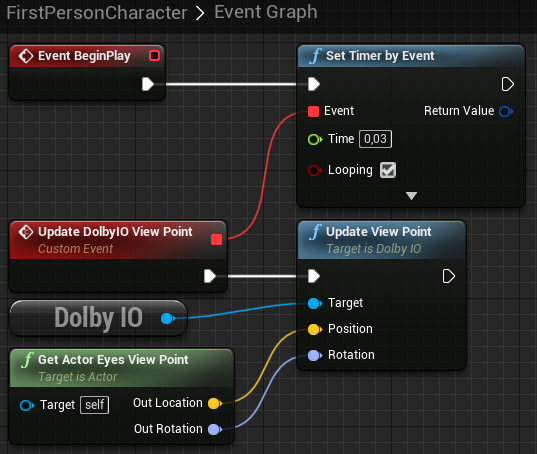 FirstPersonCharacter > Event Graph
Event BeginPlay
f Set Timer by Event
Event
Return Value
Time 0,03
Looping
Update DolbyIO View Point
Custom Event
f Update View Point
Target is Dolby IO
Dolby IO
Target
Position
Rotation
f Get Actor Eyes View Point
Target is Actor
Target self
Out Location
Out Rotation